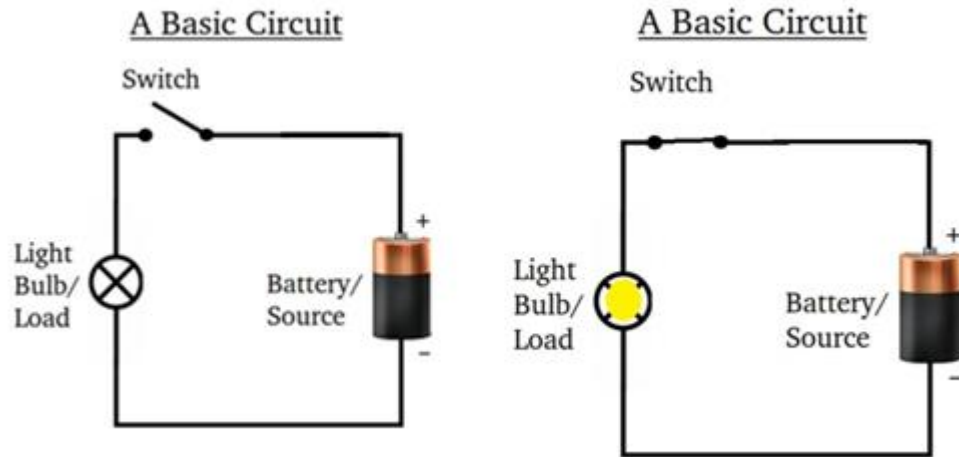 A Basic Circuit
Switch
+
Light
Bulb/
Load
Battery/
Source
−
A Basic Circuit
Switch
+
Light
Bulb/
Load
Battery/
Source
−